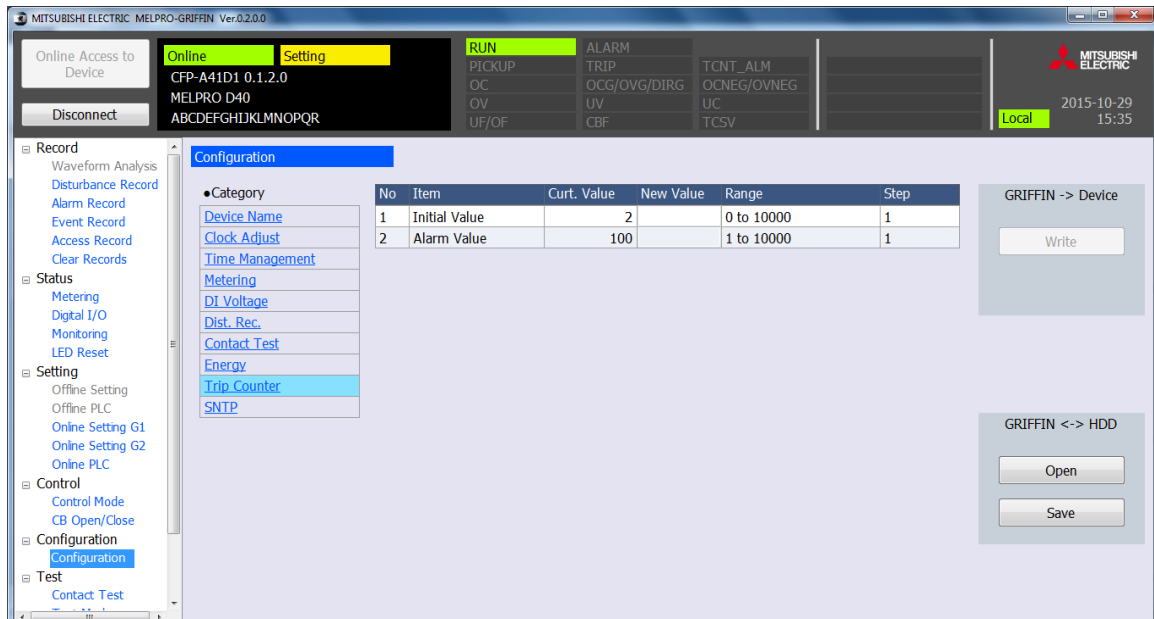 MITSUBISHI ELECTRIC MELPRO-GRIFFIN Ver.0.2.0.0
Online Access to Device
Disconnect
Online Setting
CFP-A41D1 0.1.2.0
MELPRO D40
ABCDEFGHIJKLMNOPQR
RUN ALARM
PICKUP TRIP TCNT_ALM
OC OCG/OVG/DIRG OCNEG/OVNEG
OV UV UC
UF/OF CBF TCSV
MITSUBISHI
ELECTRIC
2015-10-29
Local 15:35
Record
Waveform Analysis
Disturbance Record
Alarm Record
Event Record
Access Record
Clear Records
Status
Metering
Digital I/O
Monitoring
LED Reset
Setting
Offline Setting
Offline PLC
Online Setting G1
Online Setting G2
Online PLC
Control
Control Mode
CB Open/Close
Configuration
Configuration
Test
Contact Test
Configuration
●Category
Device Name
Clock Adjust
Time Management
Metering
DI Voltage
Dist. Rec.
Contact Test
Energy
Trip Counter
SNTP
No Item Curt. Value New Value Range Step
1 Initial Value 2 0 to 10000 1
2 Alarm Value 100 1 to 10000 1
GRIFFIN -> Device
Write
GRIFFIN <-> HDD
Open
Save